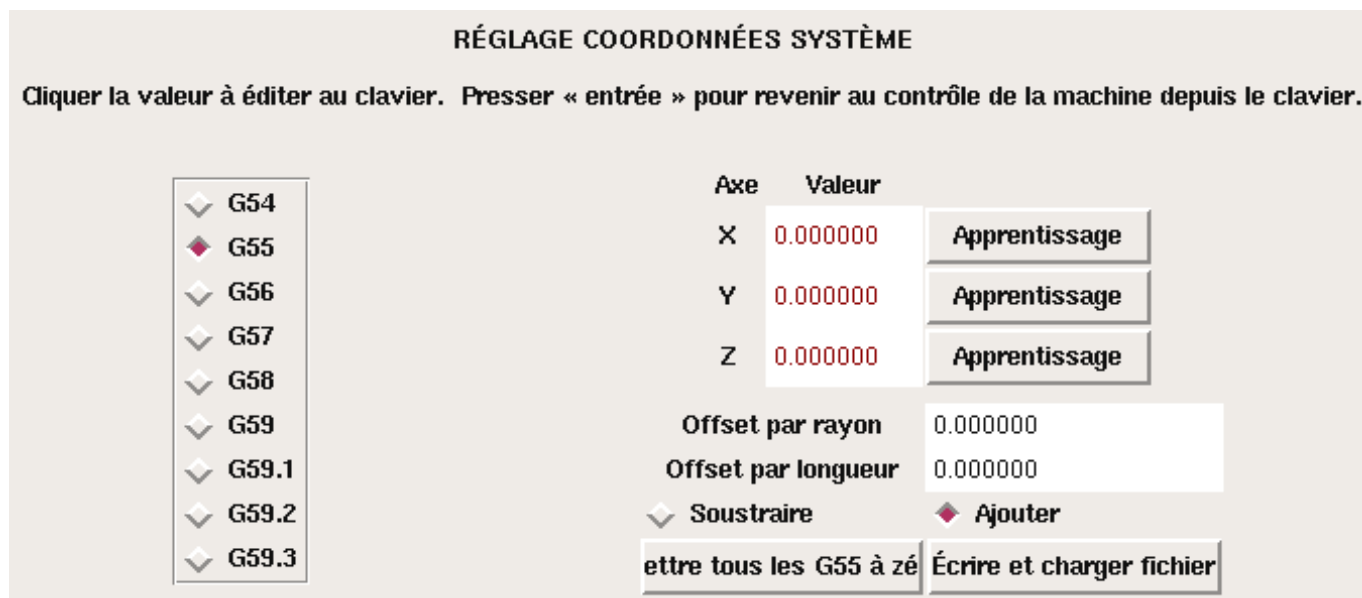 RÉGLAGE COORDONNÉES SYSTÈME
Cliquer la valeur à éditer au clavier. Presser « entrée » pour revenir au contrôle de la machine depuis le clavier.
G54
G55
G56
G57
G58
G59
G59.1
G59.2
G59.3
Axe Valeur
X 0.000000 Apprentissage
Y 0.000000 Apprentissage
Z 0.000000 Apprentissage
Offset par rayon 0.000000
Offset par longueur 0.000000
Soustraire Ajouter
ettre tous les G55 à zé Écrire et charger fichier